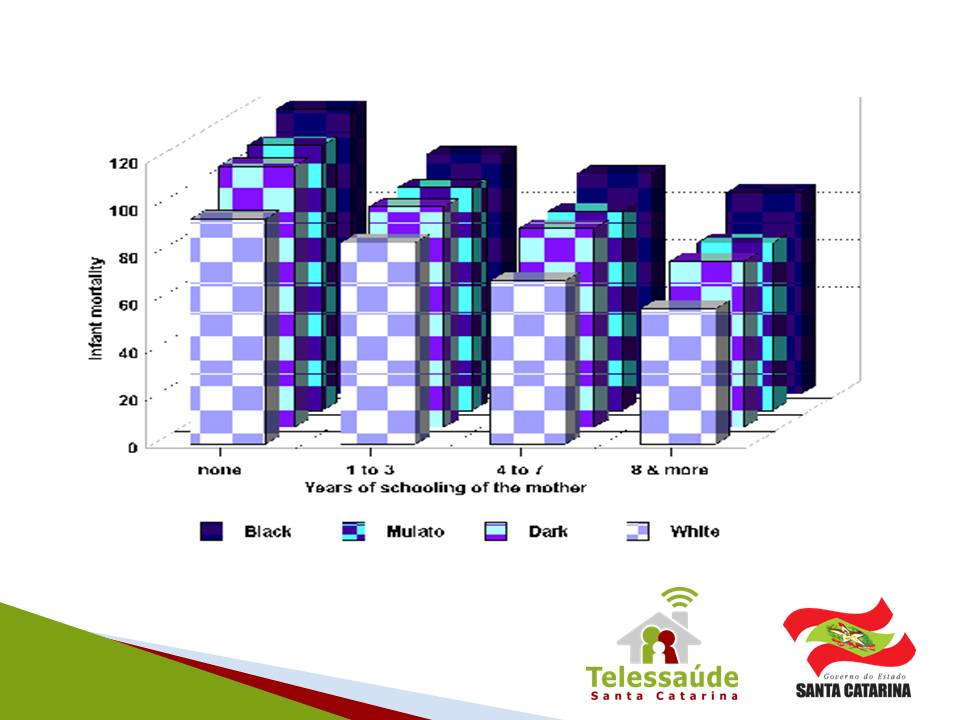 120
100
80
60
40
20
0
Infant mortality
none 1 to 3 4 to 7 8 & more
Years of schooling of the mother
Black Mulato Dark White
Telessaúde
Santa Catarina
Governo do Estado
SANTA CATARINA